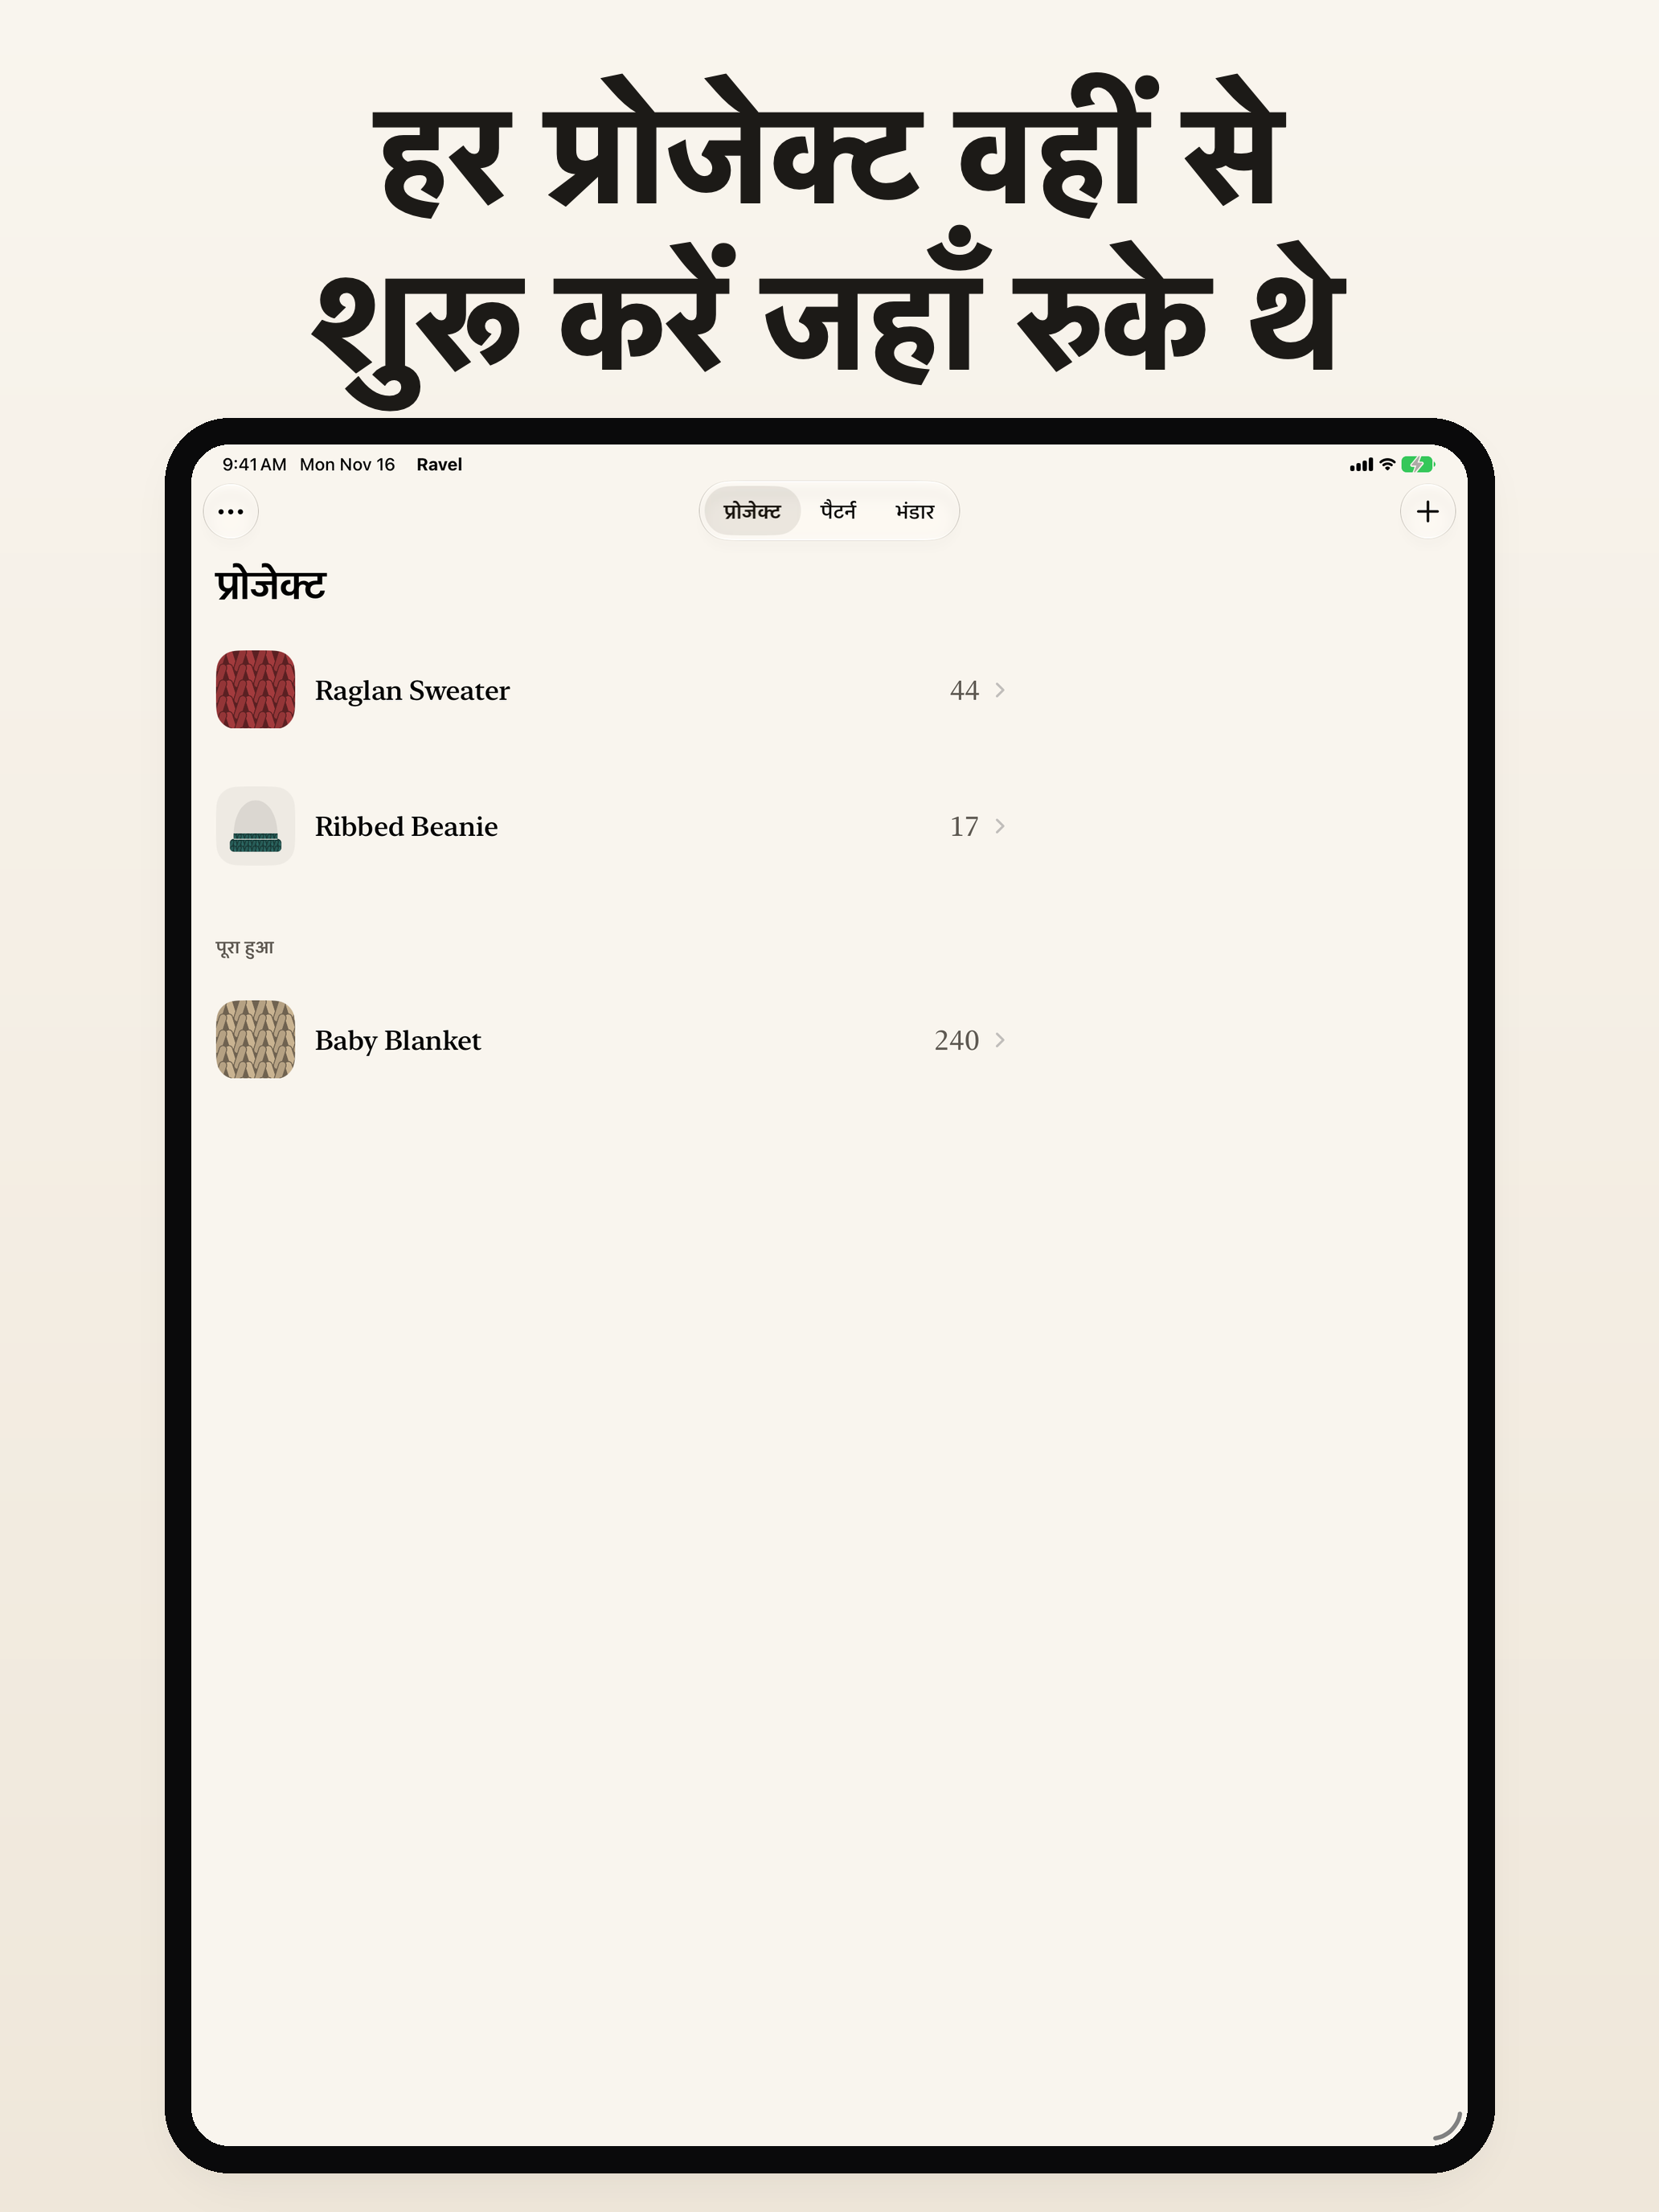 हर प्रोजेक्ट वहीं से
शुरू करें जहाँ रुके थे
9:41 AM Mon Nov 16 Ravel
प्रोजेक्ट पैटर्न भंडार
प्रोजेक्ट
Raglan Sweater 44
Ribbed Beanie 17
पूरा हुआ
Baby Blanket 240